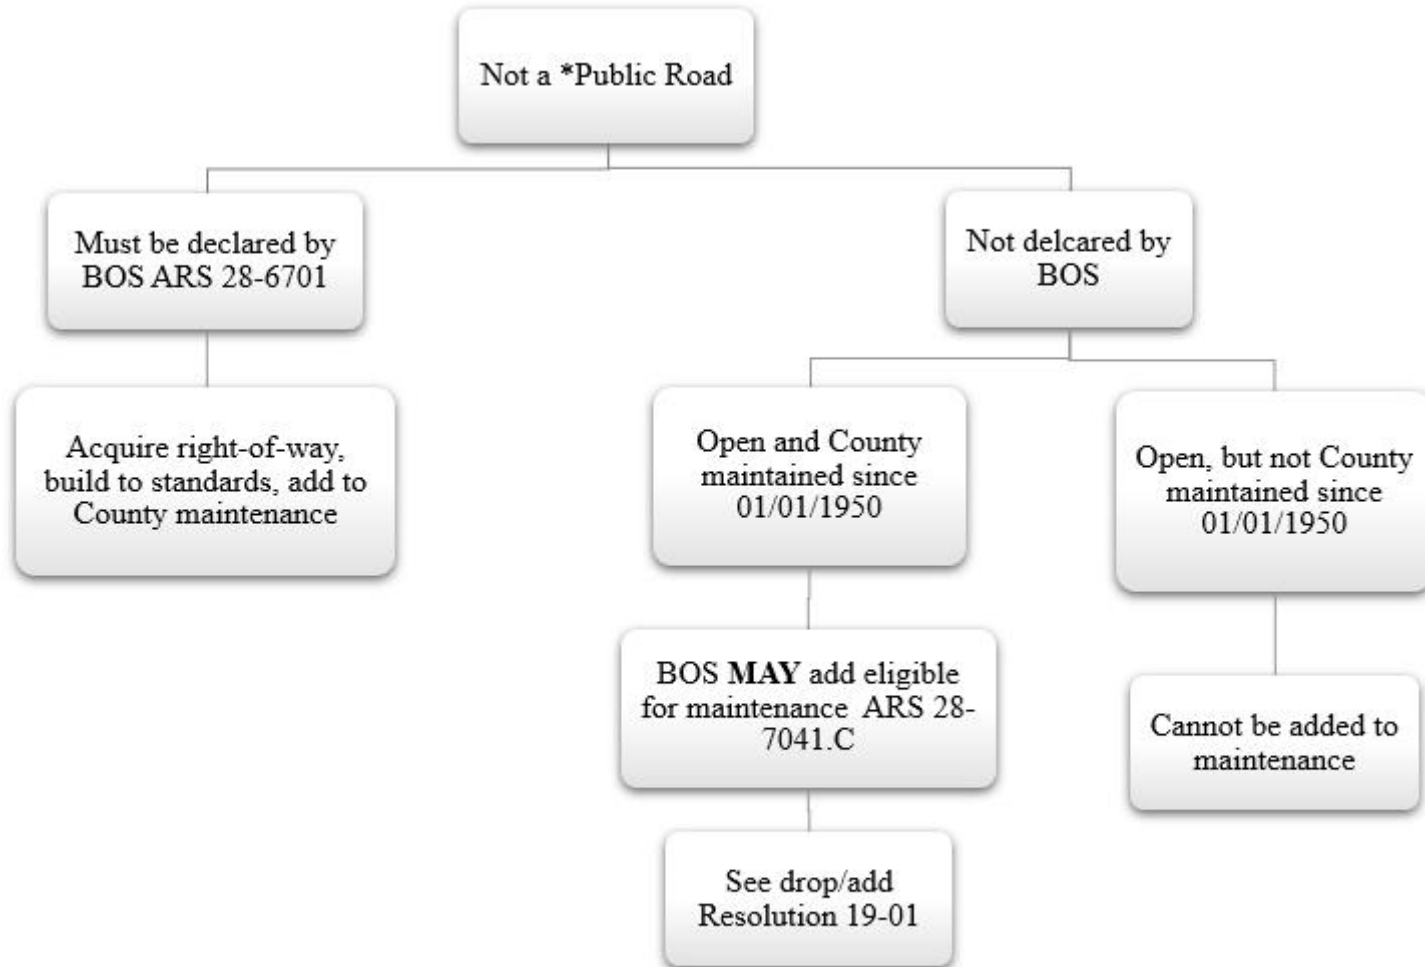 Not a *Public Road
Must be declared by
BOS ARS 28-6701
Not delcared by
BOS
Acquire right-of-way,
build to standards, add to
County maintenance
Open and County
maintained since
01/01/1950
Open, but not County
maintained since
01/01/1950
BOS MAY add eligible
for maintenance ARS 28-
7041.C
Cannot be added to
maintenance
See drop/add
Resolution 19-01